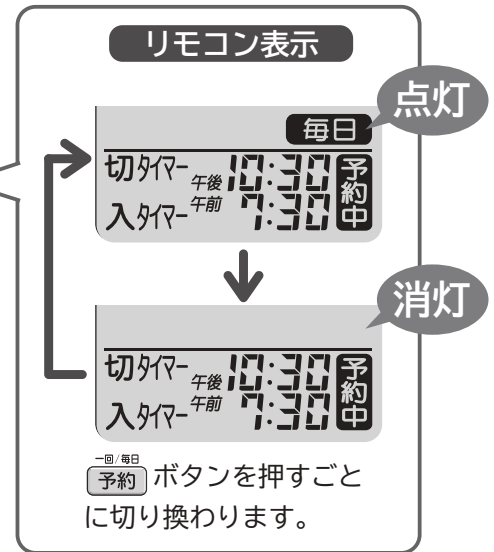 リモコン表示
点灯
毎日
切タイマー 午後 10:30 予約中
入タイマー 午前 7:30
消灯
切タイマー 午後 10:30 予約中
入タイマー 午前 7:30
一回/毎日
予約 ボタンを押すごと
に切り換わります。